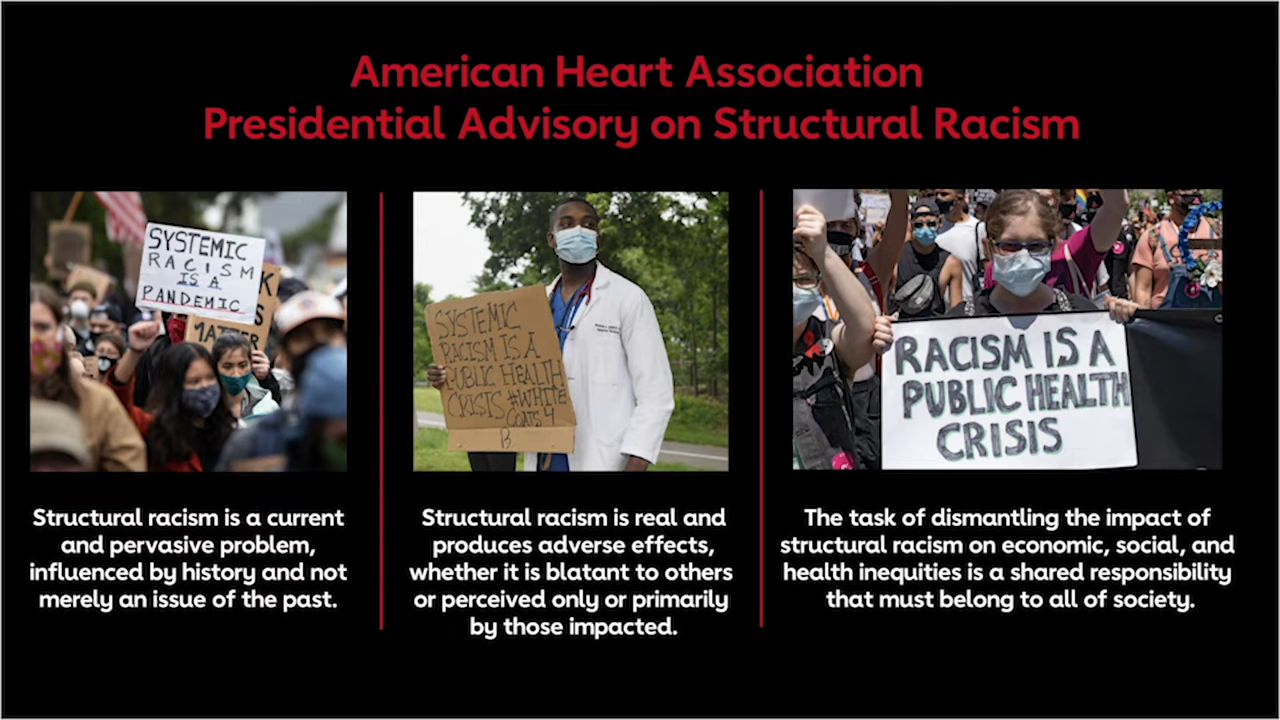 American Heart Association
Presidential Advisory on Structural Racism
SYSTEMIC
RACISM
IS A
PANDEMIC
K
S
MATTER
SYSTEMIC
RACISM IS A
PUBLIC HEALTH
CRISIS #WHITE
COATS 4
B
RACISM IS A
PUBLIC HEALTH
CRISIS
Structural racism is a current
and pervasive problem,
influenced by history and not
merely an issue of the past.
Structural racism is real and
produces adverse effects,
whether it is blatant to others
or perceived only or primarily
by those impacted.
The task of dismantling the impact of
structural racism on economic, social, and
health inequities is a shared responsibility
that must belong to all of society.